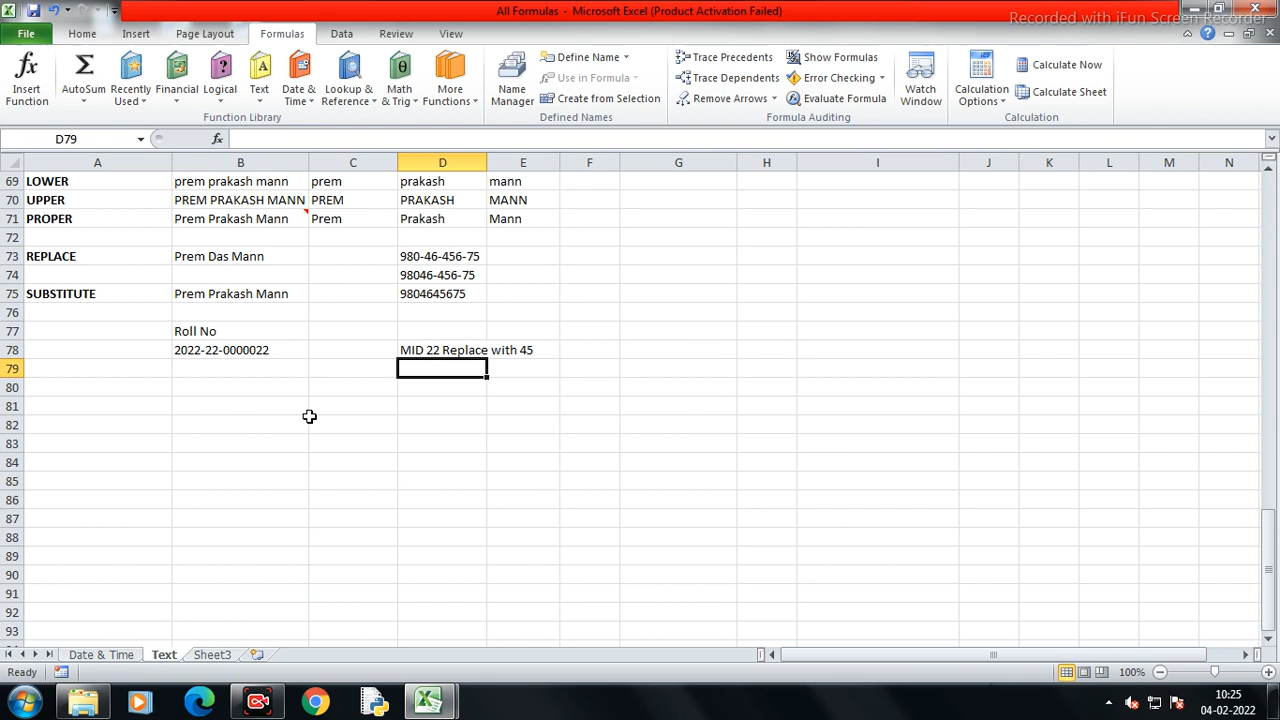 All Formulas - Microsoft Excel (Product Activation Failed)
Recorded with iFun Screen Recorder
File Home Insert Page Layout Formulas Data Review View
Insert Function
AutoSum
Recently Used
Financial
Logical
Text
Date & Time
Lookup & Reference
Math & Trig
More Functions
Function Library
Name Manager
Define Name
Use in Formula
Create from Selection
Defined Names
Trace Precedents
Trace Dependents
Remove Arrows
Show Formulas
Error Checking
Evaluate Formula
Formula Auditing
Watch Window
Calculation Options
Calculate Now
Calculate Sheet
Calculation
D79 fx
A B C D E F G H I J K L M N
69 LOWER prem prakash mann prem prakash mann
70 UPPER PREM PRAKASH MANN PREM PRAKASH MANN
71 PROPER Prem Prakash Mann Prem Prakash Mann
72
73 REPLACE Prem Das Mann 980-46-456-75
74 98046-456-75
75 SUBSTITUTE Prem Prakash Mann 9804645675
76
77 Roll No
78 2022-22-0000022 MID 22 Replace with 45
79
80
81
82
83
84
85
86
87
88
89
90
91
92
93
Date & Time Text Sheet3
Ready 100%
10:25
04-02-2022